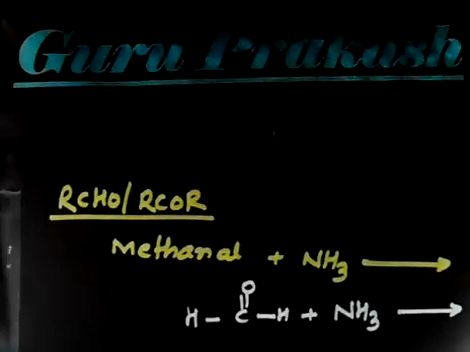 Guru Prakash
RCHO/RCOR
Methanal + NH3 ⟶
O
H – C – H + NH3 ⟶